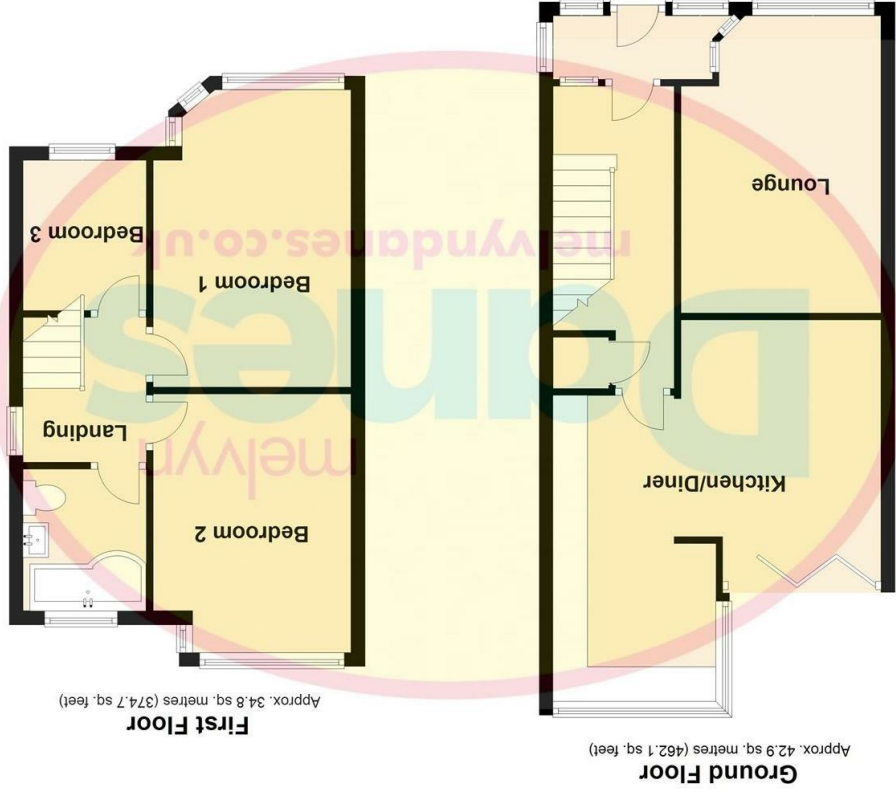 Ground Floor
Approx. 42.9 sq. metres (462.1 sq. feet)
Kitchen/Diner
Lounge
First Floor
Approx. 34.8 sq. metres (374.7 sq. feet)
Bedroom 2
Landing
Bedroom 1
Bedroom 3
melvyn
Danes
melvyndanes.co.uk